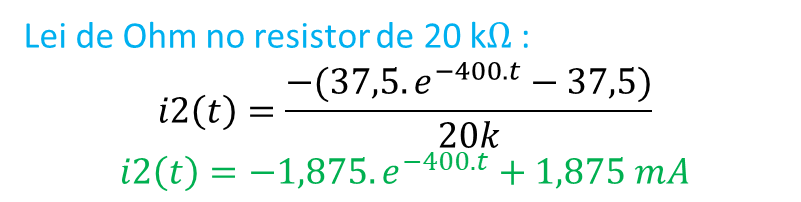 Lei de Ohm no resistor de 20 kΩ :
i2(t) = −(37,5.e^−400.t − 37,5) / 20k
i2(t) = −1,875.e^−400.t + 1,875 mA